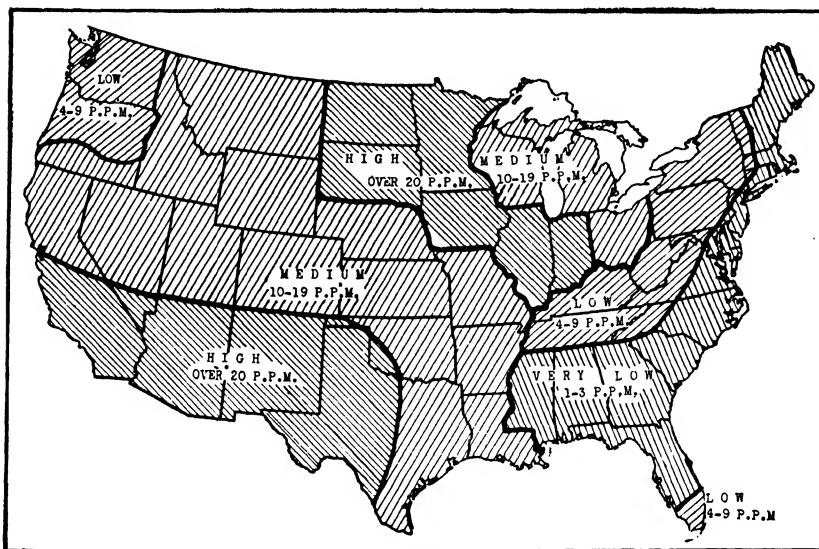 LOW
4-9 P.P.M.
HIGH
OVER 20 P.P.M.
MEDIUM
10-19 P.P.M.
MEDIUM
10-19 P.P.M.
LOW
4-9 P.P.M.
HIGH
OVER 20 P.P.M.
VERY LOW
1-3 P.P.M.
LOW
4-9 P.P.M